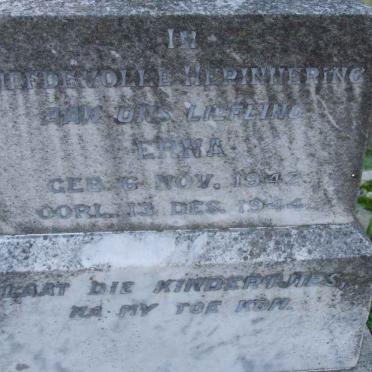 IN
LIEFDEVOLLE HERINNERING
AAN ONS LIEFLING
ERNA
GEB. 6 NOV. 1942
OORL. 13 DES. 1944
LAAT DIE KINDERTJIES,
NA MY TOE KOM.